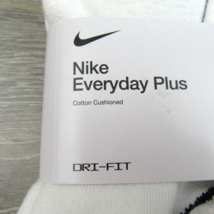 Nike
Everyday Plus
Cotton Cushioned
DRI-FIT